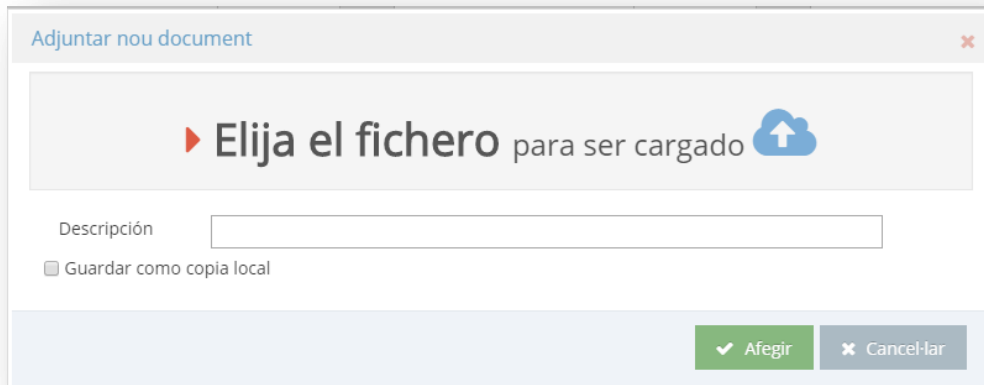 Adjuntar nou document
Elija el fichero para ser cargado
Descripción
Guardar como copia local
Afegir
Cancel·lar